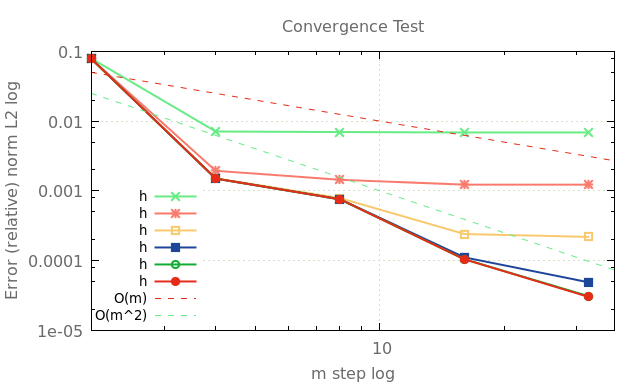 Convergence Test
Error (relative) norm L2 log
0.1
0.01
0.001
0.0001
1e-05
h
h
h
h
h
h
O(m)
O(m^2)
10
m step log